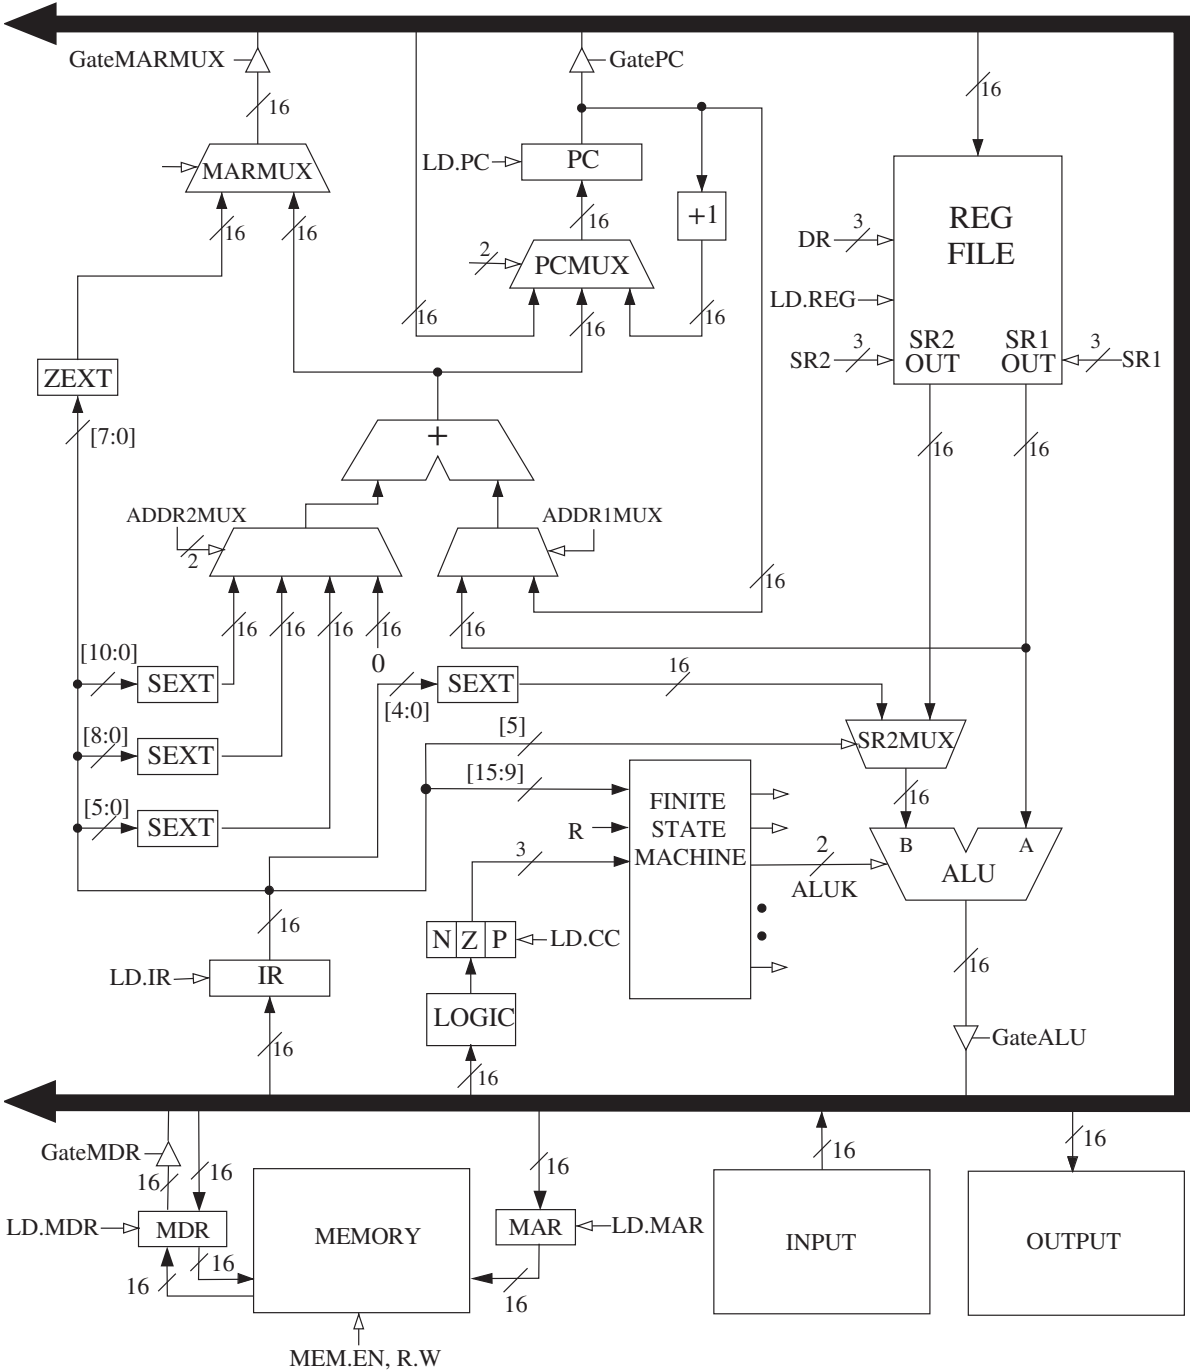 GateMARMUX
GatePC
16
16
MARMUX
LD.PC
PC
16
16
16
+1
REG
FILE
3
DR
2
PCMUX
LD.REG
16
16
16
3
SR2
SR2
OUT
SR1
OUT
3
SR1
ZEXT
[7:0]
+
16
16
ADDR2MUX
2
ADDR1MUX
16
16
16
16
16
16
0
[10:0]
SEXT
[4:0]
SEXT
16
[8:0]
SEXT
[5]
SR2MUX
[15:9]
16
[5:0]
SEXT
R
FINITE
STATE
MACHINE
3
2
ALUK
B
A
ALU
16
N Z P
LD.CC
LD.IR
IR
16
LOGIC
16
16
GateALU
GateMDR
16
16
16
16
16
LD.MDR
MDR
MEMORY
MAR
LD.MAR
INPUT
OUTPUT
16
16
16
MEM.EN, R.W